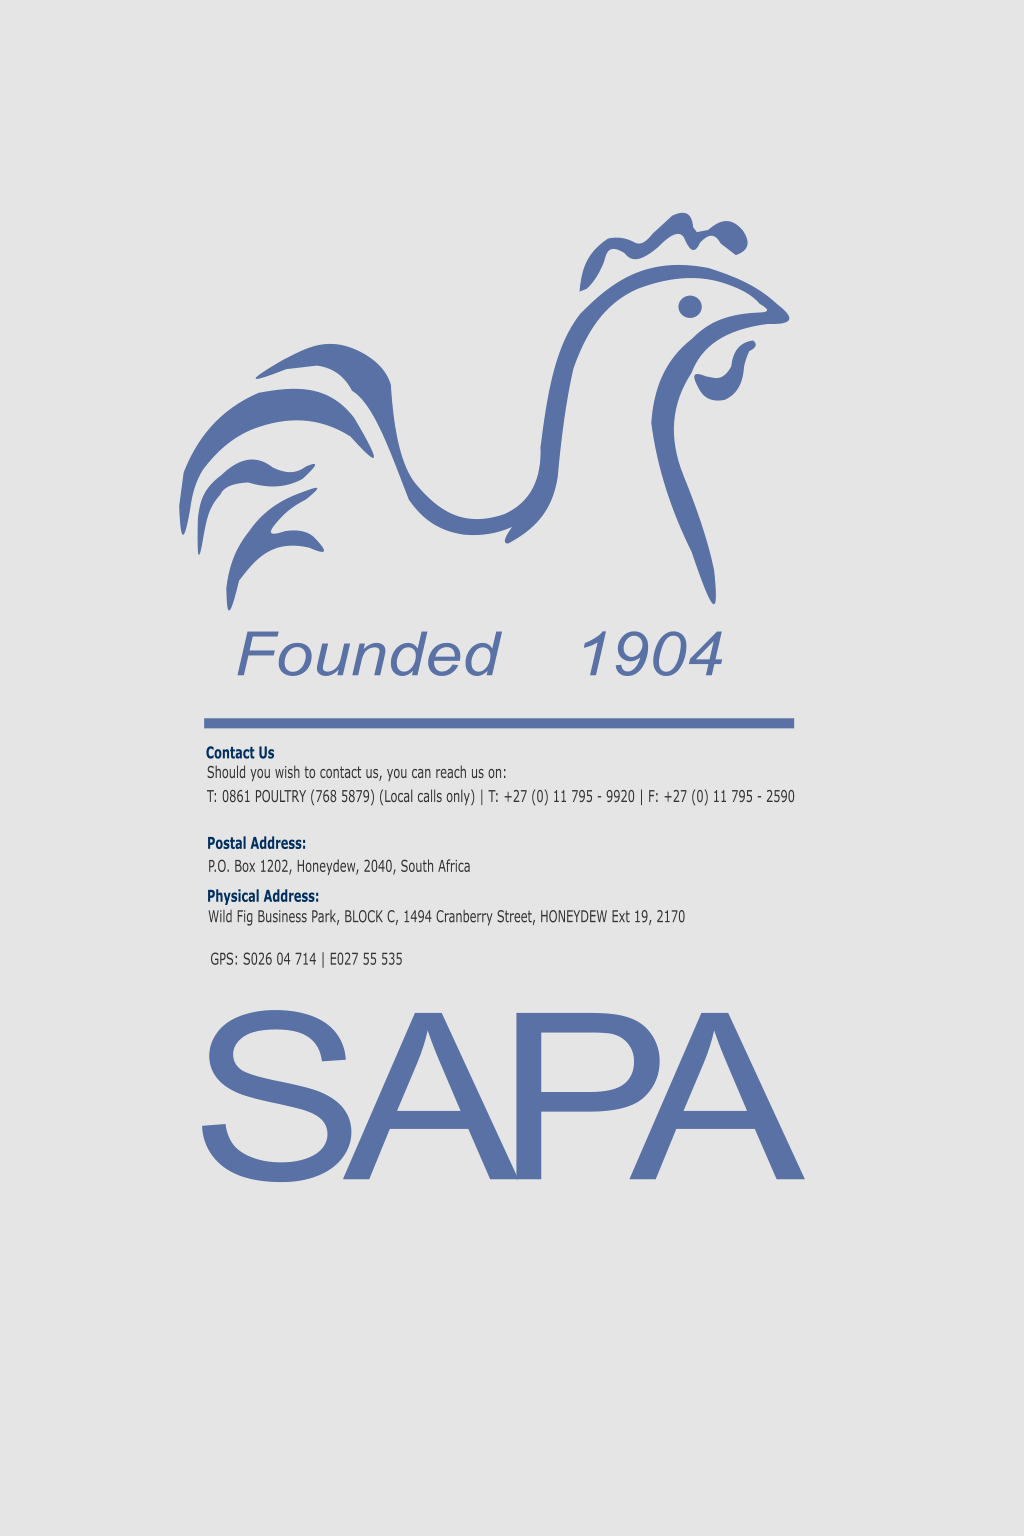 Founded 1904
Contact Us
Should you wish to contact us, you can reach us on:
T: 0861 POULTRY (768 5879) (Local calls only) | T: +27 (0) 11 795 - 9920 | F: +27 (0) 11 795 - 2590
Postal Address:
P.O. Box 1202, Honeydew, 2040, South Africa
Physical Address:
Wild Fig Business Park, BLOCK C, 1494 Cranberry Street, HONEYDEW Ext 19, 2170
GPS: S026 04 714 | E027 55 535
SAPA